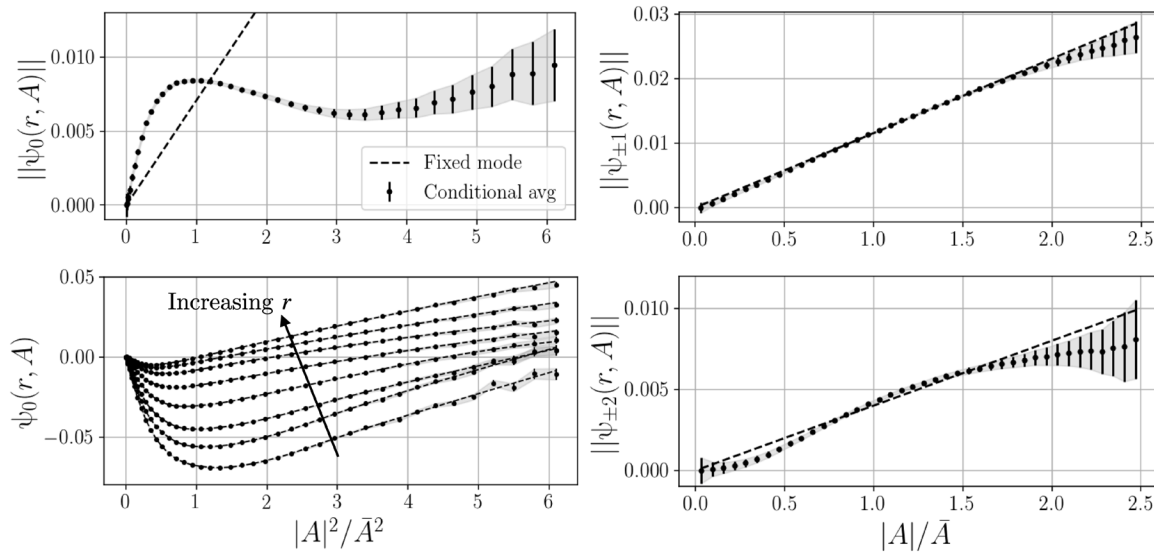 ||ψ₀(r, A)||
0.010
0.005
0.000
Fixed mode
Conditional avg
0 1 2 3 4 5 6
||ψ±₁(r, A)||
0.03
0.02
0.01
0.00
0.0 0.5 1.0 1.5 2.0 2.5
ψ₀(r, A)
0.05
0.00
−0.05
Increasing r
0 1 2 3 4 5 6
|A|²/Ā²
||ψ±₂(r, A)||
0.010
0.005
0.000
0.0 0.5 1.0 1.5 2.0 2.5
|A|/Ā